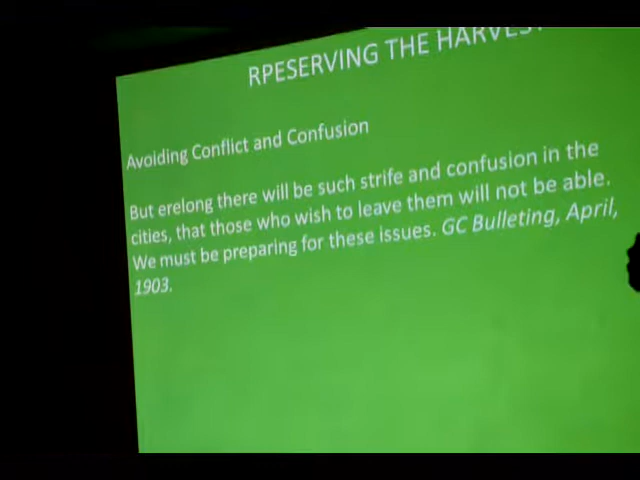 RPESERVING THE HARVEST
Avoiding Conflict and Confusion
But erelong there will be such strife and confusion in the
cities, that those who wish to leave them will not be able.
We must be preparing for these issues. GC Bulleting, April,
1903.